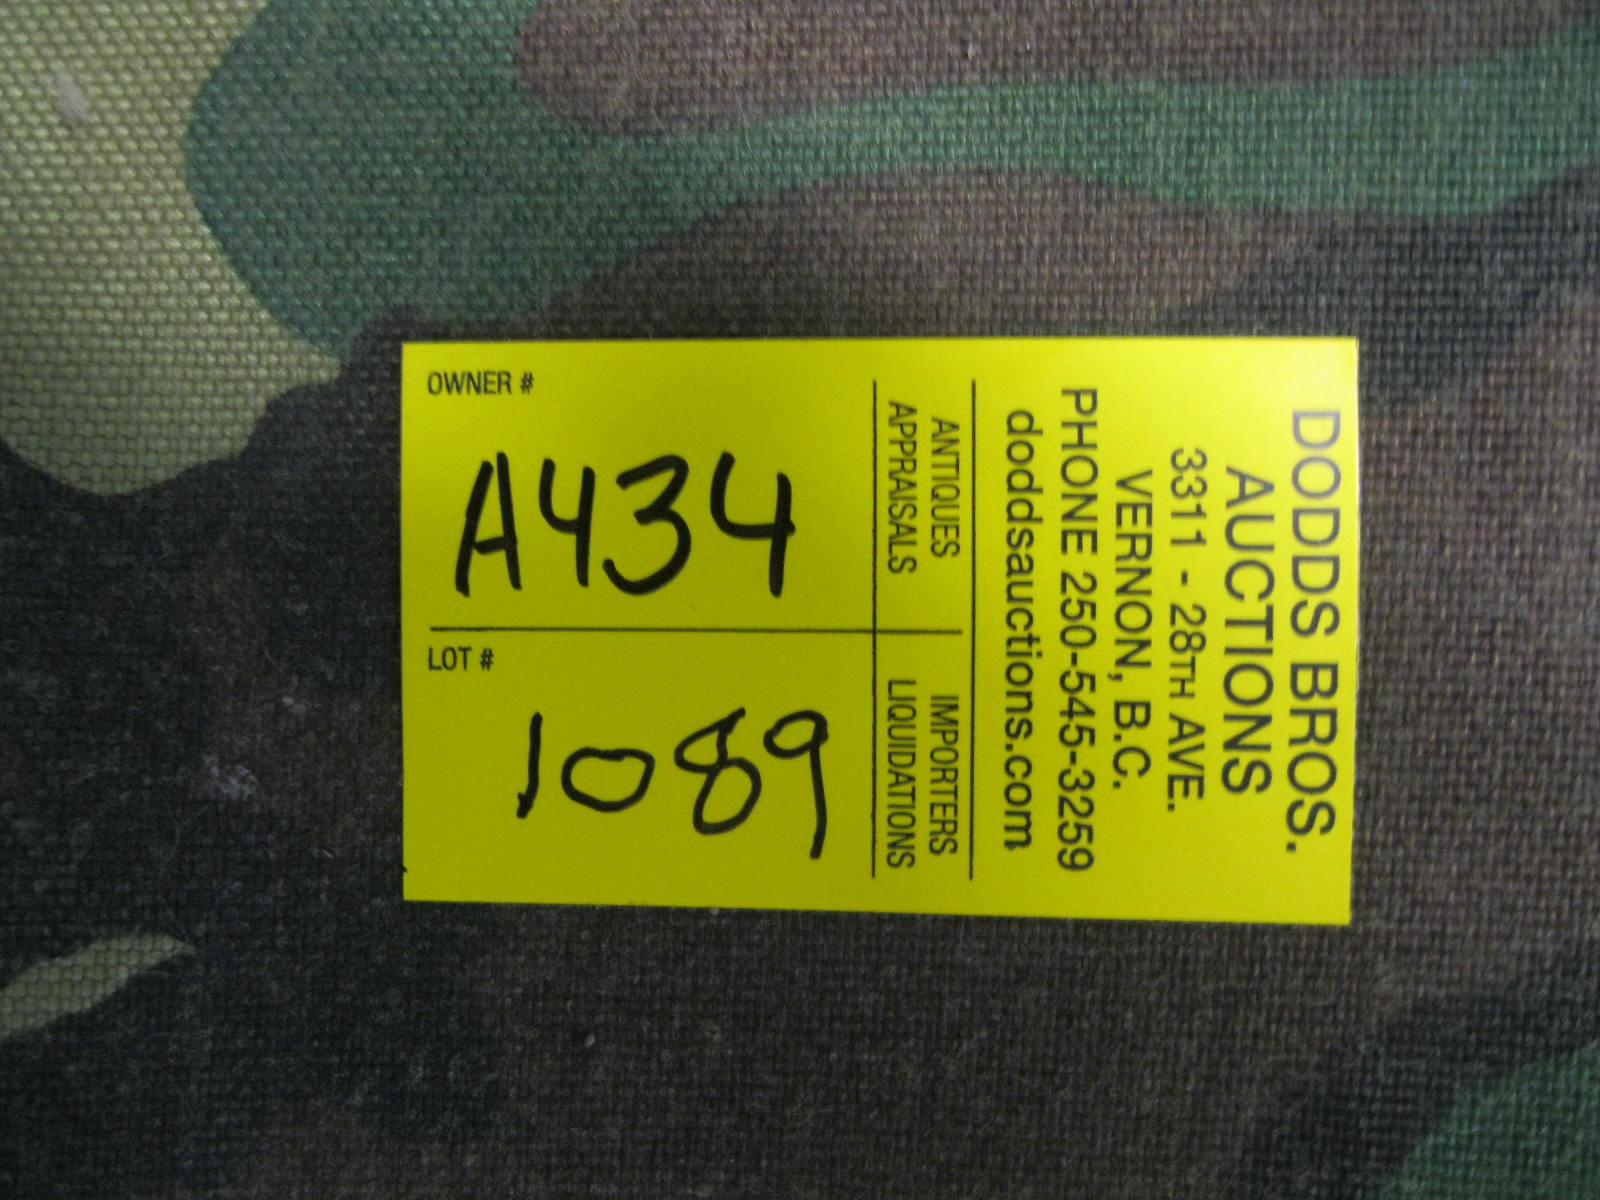 DODDS BROS.
AUCTIONS
3311 - 28TH AVE.
VERNON, B.C.
PHONE 250-545-3259
doddsauctions.com
ANTIQUES
APPRAISALS
IMPORTERS
LIQUIDATIONS
OWNER #
A434
LOT #
1089